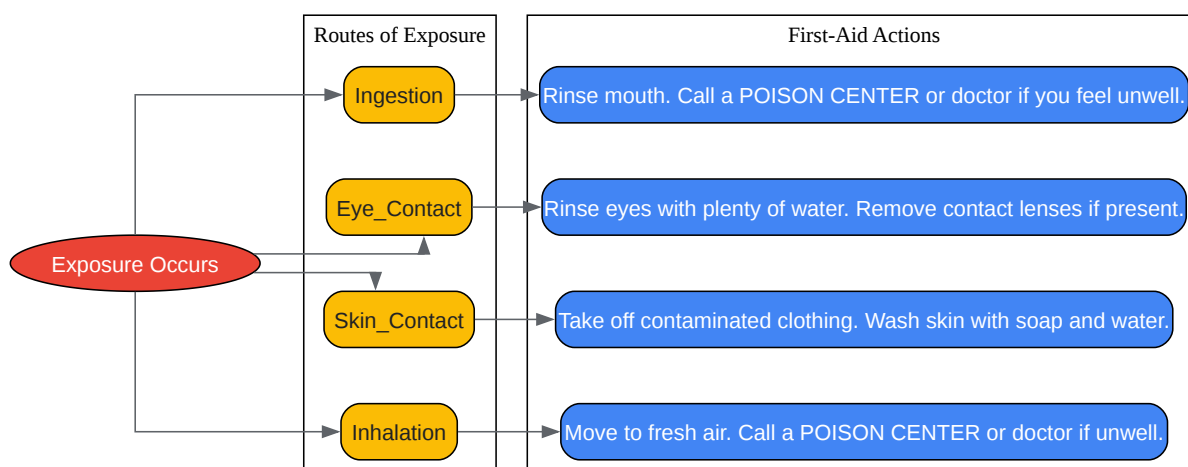 Routes of Exposure
First-Aid Actions
Ingestion
Rinse mouth. Call a POISON CENTER or doctor if you feel unwell.
Eye_Contact
Rinse eyes with plenty of water. Remove contact lenses if present.
Exposure Occurs
Skin_Contact
Take off contaminated clothing. Wash skin with soap and water.
Inhalation
Move to fresh air. Call a POISON CENTER or doctor if unwell.